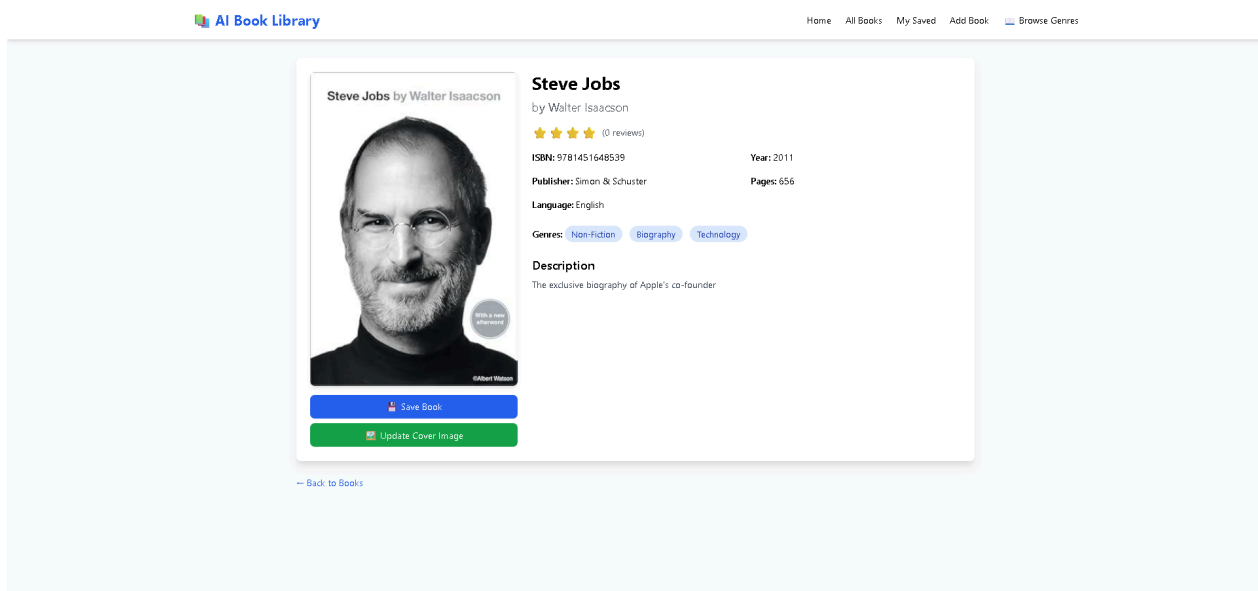 AI Book Library
Home All Books My Saved Add Book Browse Genres
Steve Jobs by Walter Isaacson
With a new
afterword
©Albert Watson
Save Book
Update Cover Image
Steve Jobs
by Walter Isaacson
(0 reviews)
ISBN: 9781451648539 Year: 2011
Publisher: Simon & Schuster Pages: 656
Language: English
Genres: Non-Fiction Biography Technology
Description
The exclusive biography of Apple's co-founder
← Back to Books